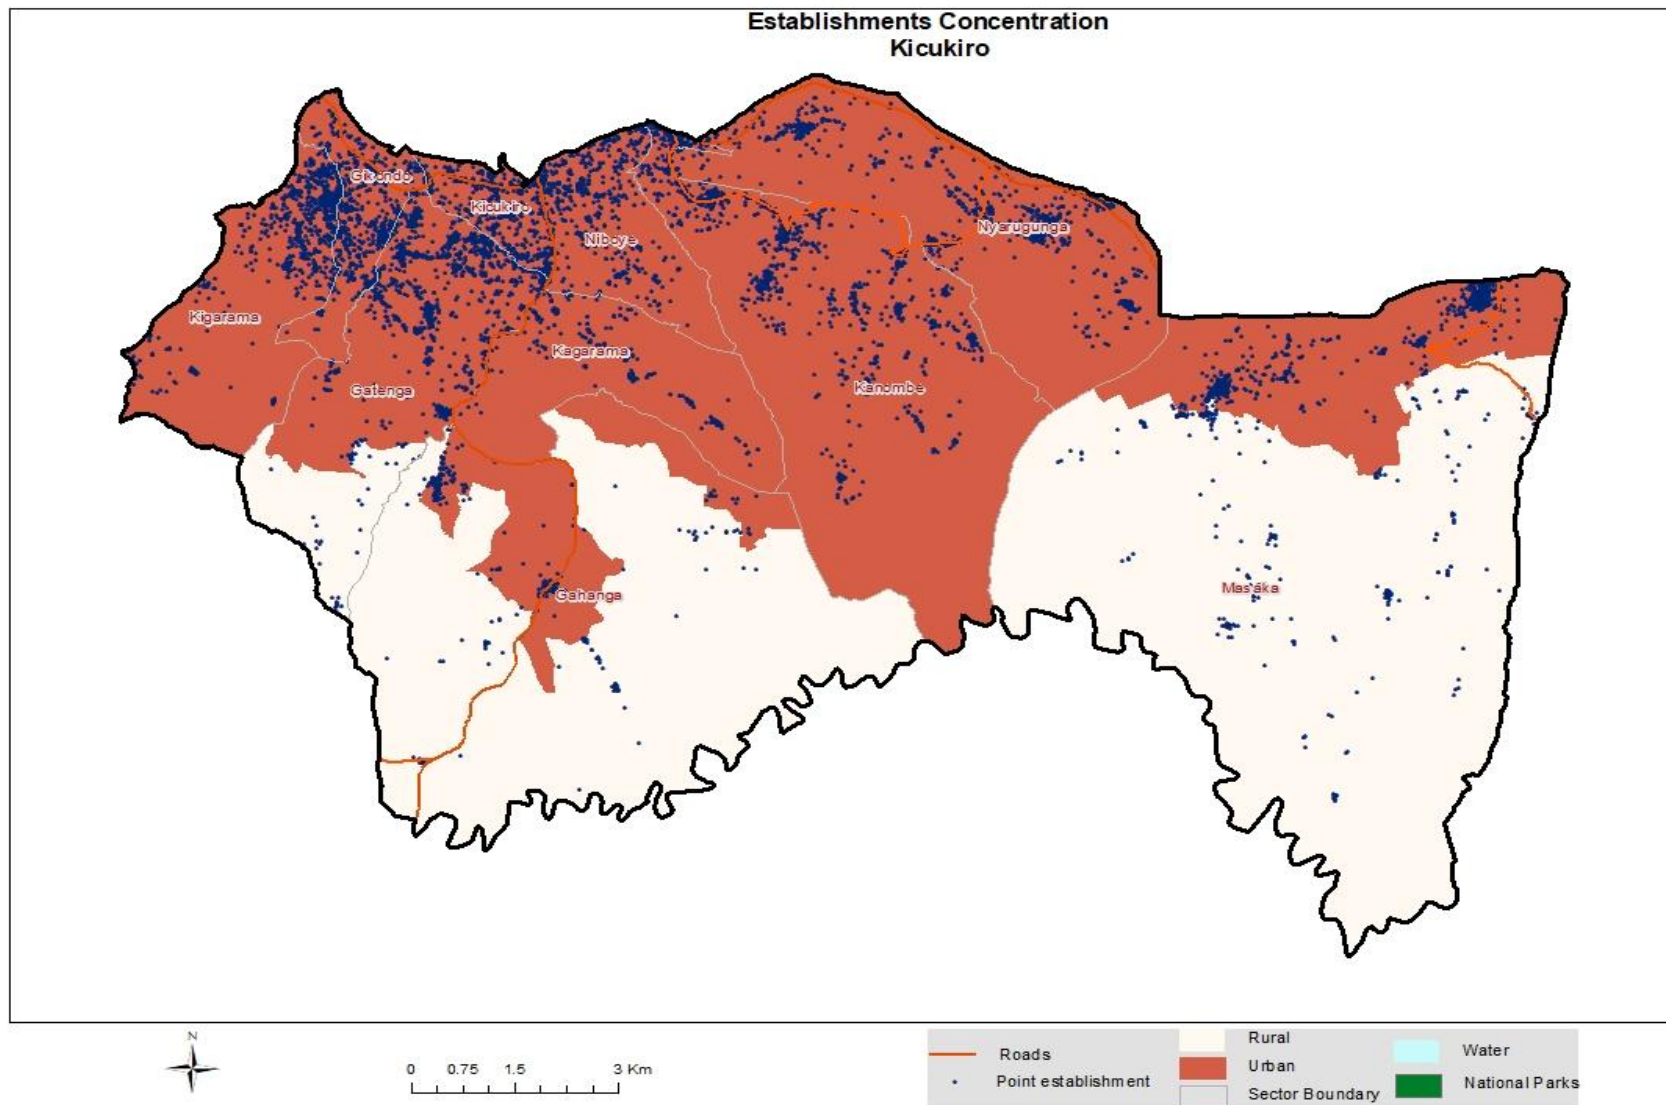 Establishments Concentration
Kicukiro
Gikondo
Kicukiro
Niboye
Nyarugunga
Kigarama
Kagarama
Gatenga
Kanombe
Masaka
Gahanga
N
0 0.75 1.5 3 Km
Roads
Point establishment
Rural
Urban
Sector Boundary
Water
National Parks